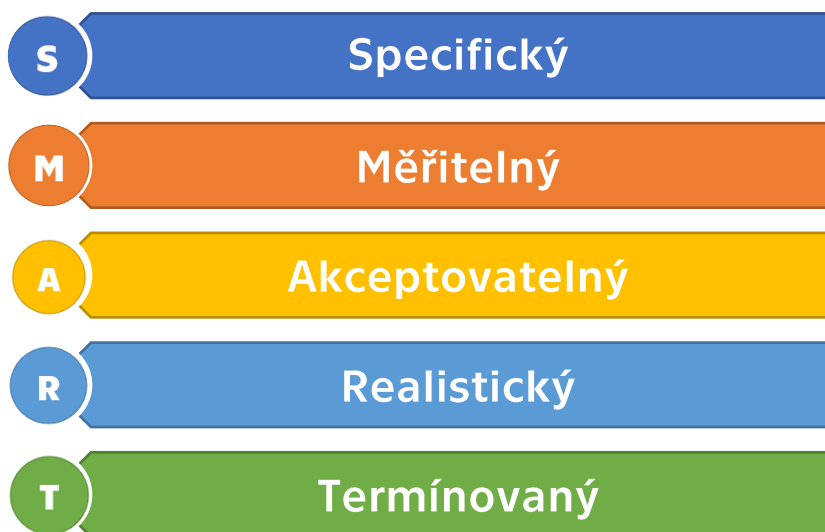 S Specifický
M Měřitelný
A Akceptovatelný
R Realistický
T Termínovaný